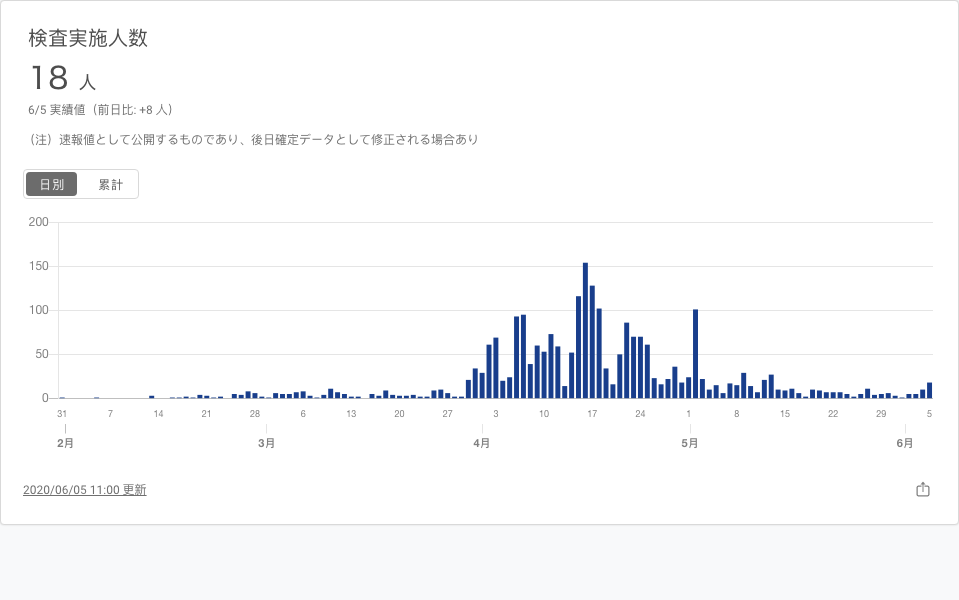 検査実施人数
18 人
6/5 実績値（前日比: +8 人）
（注）速報値として公開するものであり、後日確定データとして修正される場合あり
日別 累計
200
150
100
50
0
31 7 14 21 28 6 13 20 27 3 10 17 24 1 8 15 22 29 5
2月 3月 4月 5月 6月
2020/06/05 11:00 更新